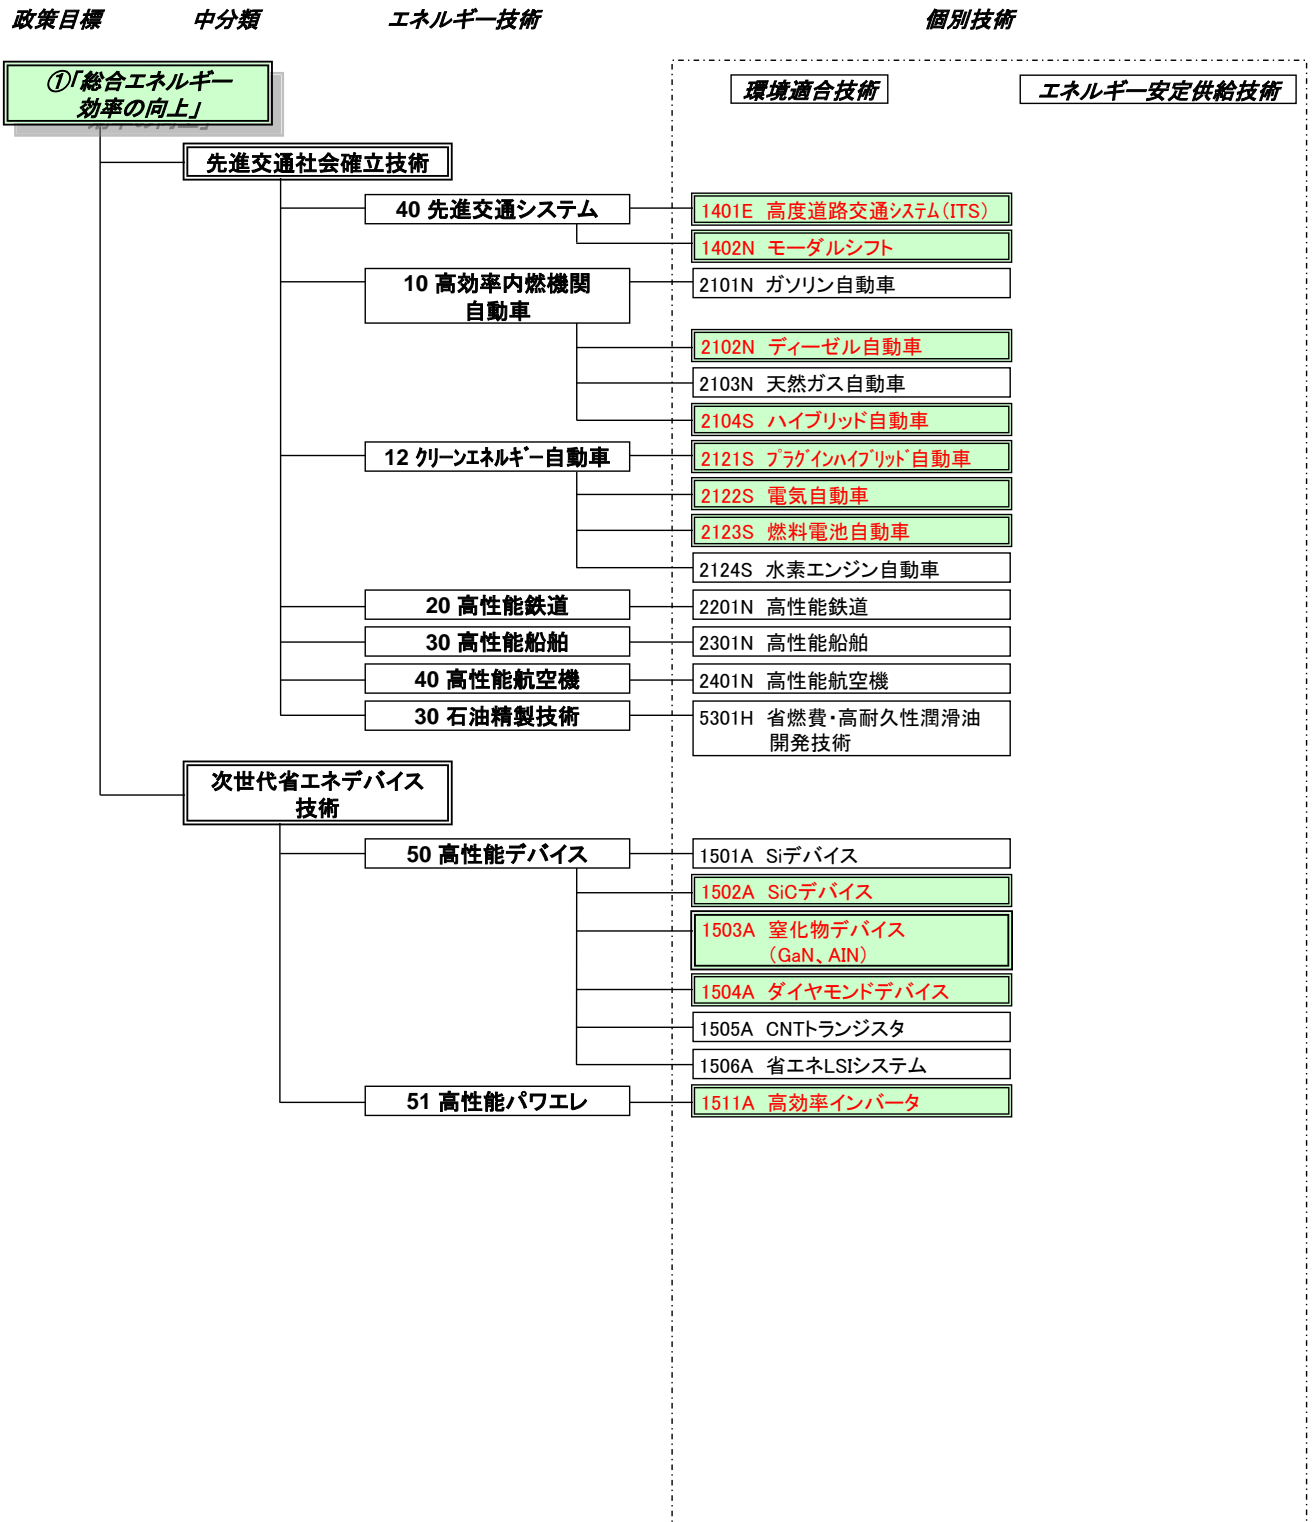 政策目標　中分類　エネルギー技術　個別技術
①「総合エネルギー
効率の向上」
環境適合技術　エネルギー安定供給技術
先進交通社会確立技術
40 先進交通システム
1401E 高度道路交通ｼｽﾃﾑ(ITS)
1402N モーダルシフト
10 高効率内燃機関
自動車
2101N ガソリン自動車
2102N ディーゼル自動車
2103N 天然ガス自動車
2104S ハイブリッド自動車
12 ｸﾘｰﾝｴﾈﾙｷﾞｰ自動車
2121S ﾌﾟﾗｸﾞｲﾝﾊｲﾌﾞﾘｯﾄﾞ自動車
2122S 電気自動車
2123S 燃料電池自動車
2124S 水素エンジン自動車
20 高性能鉄道
2201N 高性能鉄道
30 高性能船舶
2301N 高性能船舶
40 高性能航空機
2401N 高性能航空機
30 石油精製技術
5301H 省燃費・高耐久性潤滑油
開発技術
次世代省エネデバイス
技術
50 高性能デバイス
1501A Siデバイス
1502A SiCデバイス
1503A 窒化物デバイス
（GaN、AIN）
1504A ダイヤモンドデバイス
1505A CNTトランジスタ
1506A 省エネLSIシステム
51 高性能パワエレ
1511A 高効率インバータ